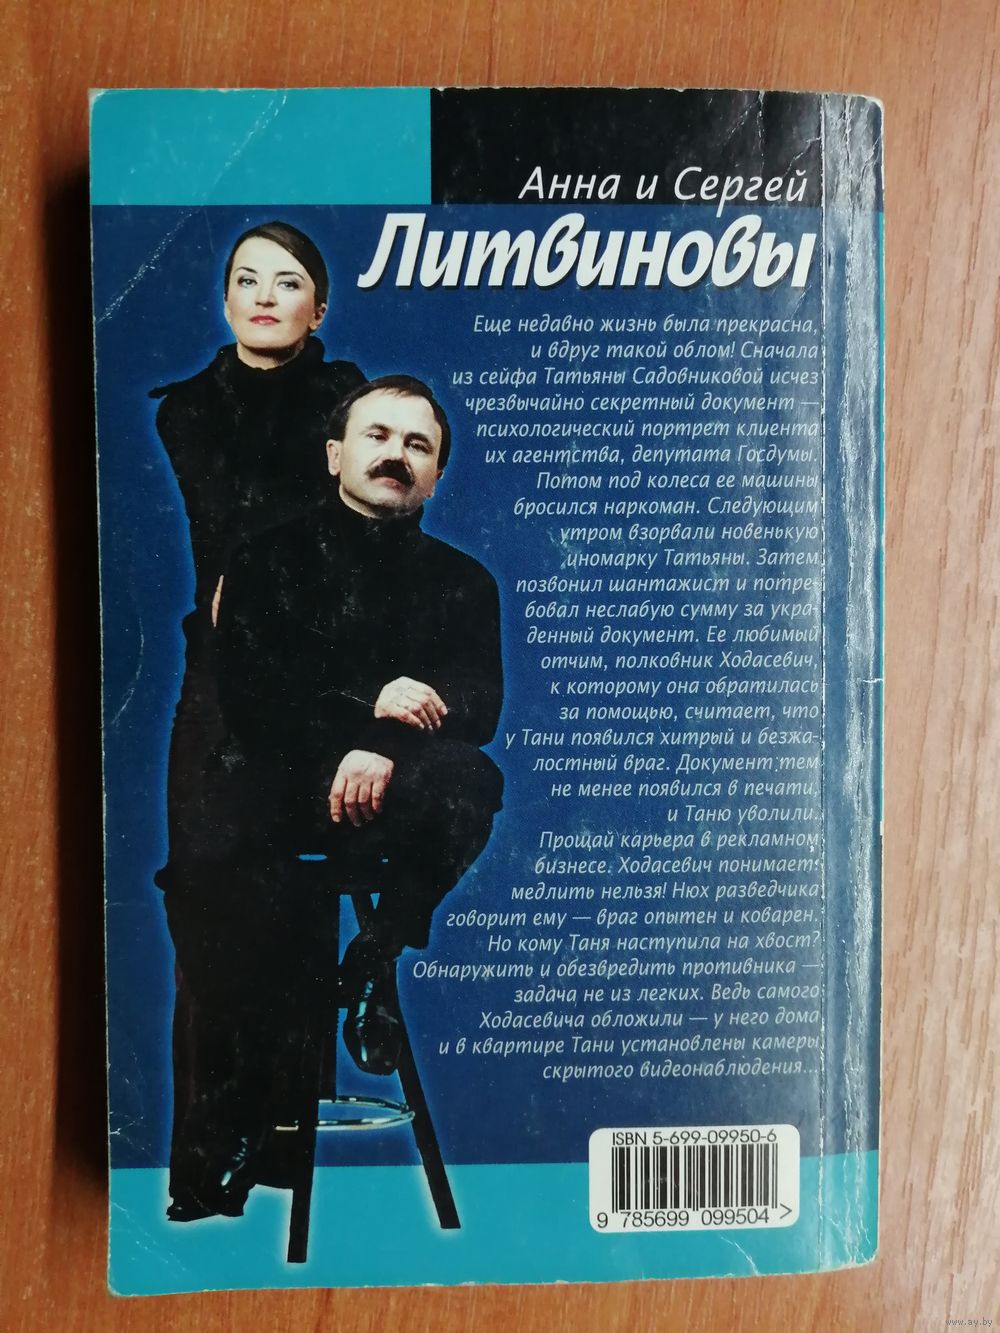 Анна и Сергей
Литвиновы
Еще недавно жизнь была прекрасна,
и вдруг такой облом! Сначала
из сейфа Татьяны Садовниковой исчез
чрезвычайно секретный документ —
психологический портрет клиента
их агентства, депутата Госдумы.
Потом под колеса ее машины
бросился наркоман. Следующим
утром взорвали новенькую
иномарку Татьяны. Затем
позвонил шантажист и потре-
бовал неслабую сумму за укра-
денный документ. Ее любимый
отчим, полковник Ходасевич,
к которому она обратилась
за помощью, считает, что
у Тани появился хитрый и безжа-
лостный враг. Документ тем
не менее появился в печати,
и Таню уволили.
Прощай карьера в рекламном
бизнесе. Ходасевич понимает:
медлить нельзя! Нюх разведчика
говорит ему — враг опытен и коварен.
Но кому Таня наступила на хвост?
Обнаружить и обезвредить противника —
задача не из легких. Ведь самого
Ходасевича обложили — у него дома
и в квартире Тани установлены камеры
скрытого видеонаблюдения...
ISBN 5-699-09950-6
9 785699 099504 >
www.ay.by